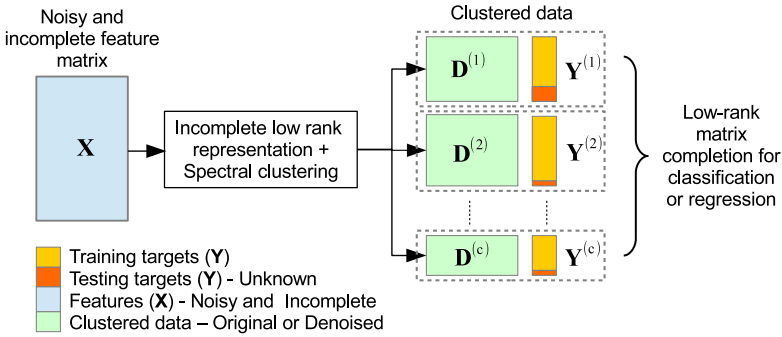 Noisy and
incomplete feature
matrix
X
Incomplete low rank
representation +
Spectral clustering
Clustered data
D(1)
Y(1)
D(2)
Y(2)
D(c)
Y(c)
Low-rank
matrix
completion for
classification
or regression
Training targets (Y)
Testing targets (Y) - Unknown
Features (X) - Noisy and Incomplete
Clustered data – Original or Denoised